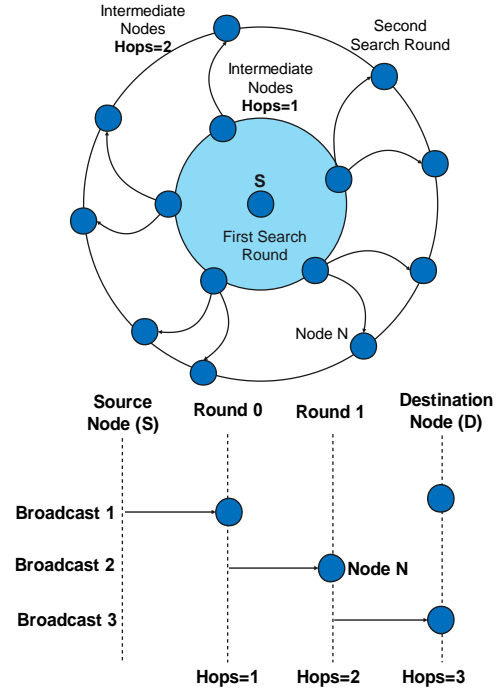 Intermediate
Nodes
Hops=2
Second
Search Round
Intermediate
Nodes
Hops=1
S
First Search
Round
Node N
Source
Node (S)
Round 0
Round 1
Destination
Node (D)
Broadcast 1
Broadcast 2
Node N
Broadcast 3
Hops=1
Hops=2
Hops=3